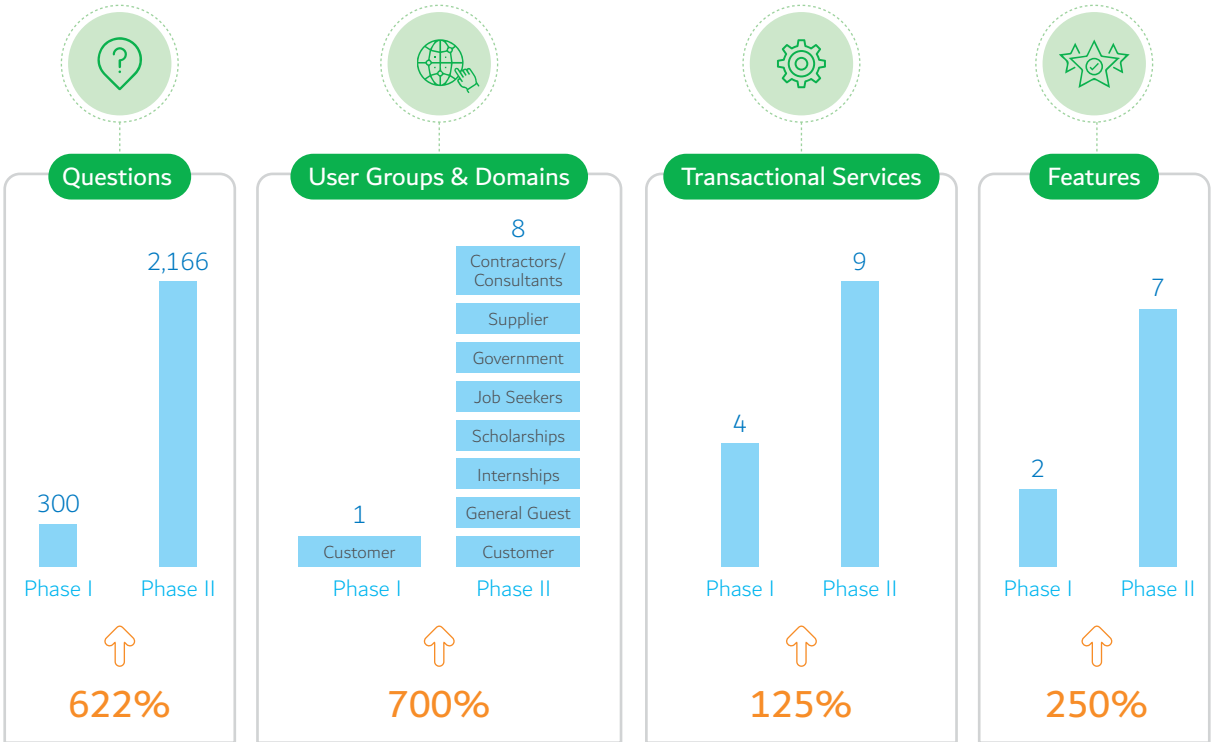 ?
Questions
2,166
300
Phase I
Phase II
622%
User Groups & Domains
8
Contractors/
Consultants
Supplier
Government
Job Seekers
Scholarships
Internships
General Guest
Customer
1
Customer
Phase I
Phase II
700%
Transactional Services
9
4
Phase I
Phase II
125%
Features
7
2
Phase I
Phase II
250%